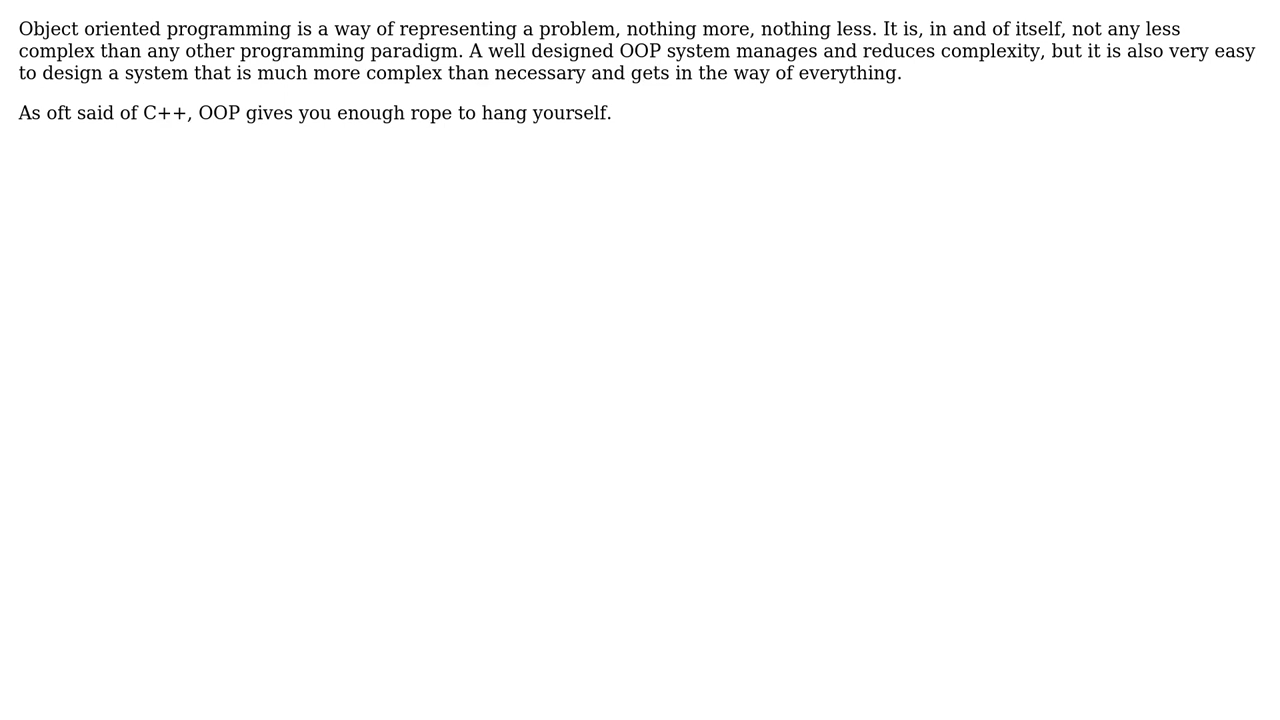 Object oriented programming is a way of representing a problem, nothing more, nothing less. It is, in and of itself, not any less
complex than any other programming paradigm. A well designed OOP system manages and reduces complexity, but it is also very easy
to design a system that is much more complex than necessary and gets in the way of everything.
As oft said of C++, OOP gives you enough rope to hang yourself.